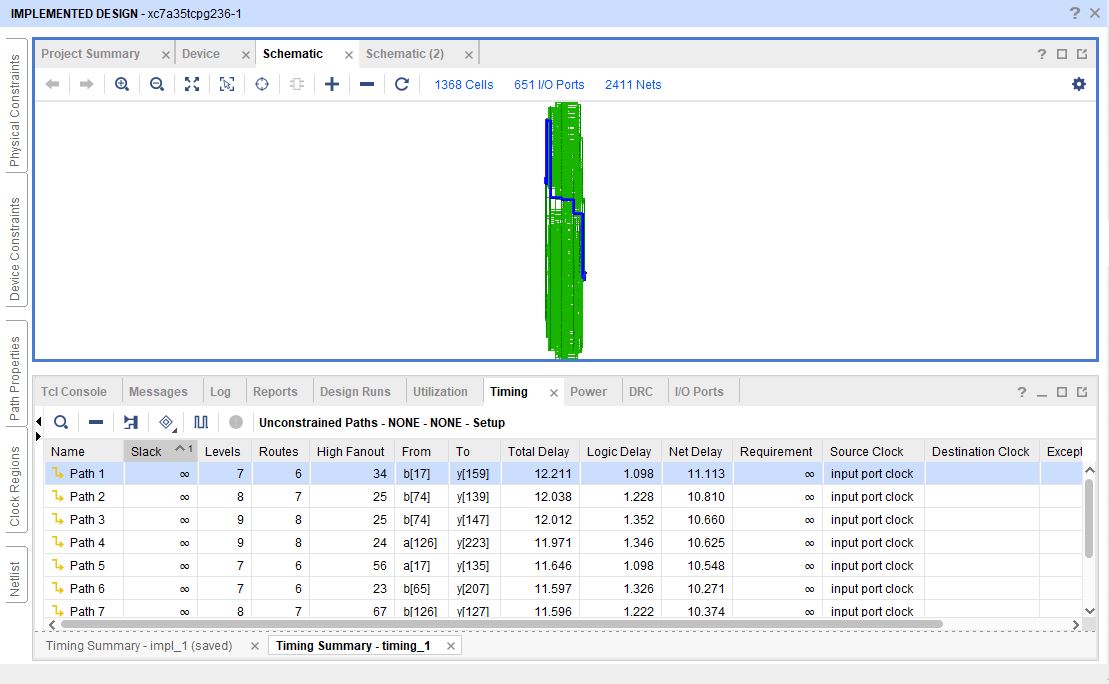 IMPLEMENTED DESIGN - xc7a35tcpg236-1
Physical Constraints
Device Constraints
Path Properties
Clock Regions
Netlist
Project Summary Device Schematic Schematic (2)
1368 Cells 651 I/O Ports 2411 Nets
Tcl Console Messages Log Reports Design Runs Utilization Timing Power DRC I/O Ports
Unconstrained Paths - NONE - NONE - Setup
Name Slack 1 Levels Routes High Fanout From To Total Delay Logic Delay Net Delay Requirement Source Clock Destination Clock Except
Path 1 ∞ 7 6 34 b[17] y[159] 12.211 1.098 11.113 ∞ input port clock
Path 2 ∞ 8 7 25 b[74] y[139] 12.038 1.228 10.810 ∞ input port clock
Path 3 ∞ 9 8 25 b[74] y[147] 12.012 1.352 10.660 ∞ input port clock
Path 4 ∞ 9 8 24 a[126] y[223] 11.971 1.346 10.625 ∞ input port clock
Path 5 ∞ 7 6 56 a[17] y[135] 11.646 1.098 10.548 ∞ input port clock
Path 6 ∞ 7 6 23 b[65] y[207] 11.597 1.326 10.271 ∞ input port clock
Path 7 ∞ 8 7 67 b[126] y[127] 11.596 1.222 10.374 ∞ input port clock
Timing Summary - impl_1 (saved) Timing Summary - timing_1